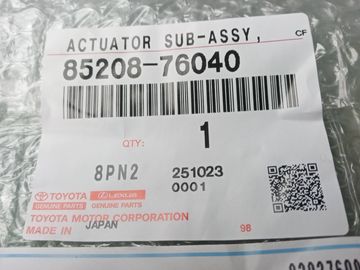 ACTUATOR SUB-ASSY, CF
85208-76040
QTY: 1
8PN2 251023
0001
TOYOTA LEXUS
GENUINE PARTS GENUINE PARTS
TOYOTA MOTOR CORPORATION
MADE IN JAPAN 98